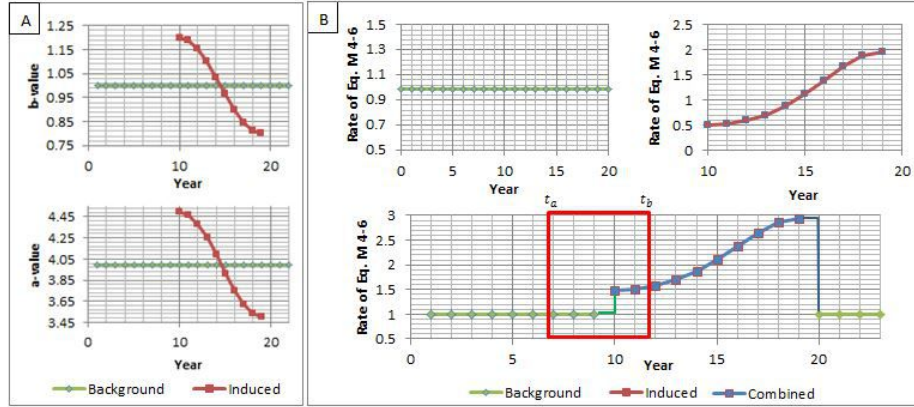 A
1.25
1.15
1.05
0.95
0.85
0.75
b-value
0 10 20
Year
4.45
4.25
4.05
3.85
3.65
3.45
a-value
0 10 20
Year
Background Induced
B
1.5
1.3
1.1
0.9
0.7
0.5
Rate of Eq. M 4-6
0 5 10 15 20
Year
2.5
2
1.5
1
0.5
0
Rate of Eq. M 4-6
10 15 20
Year
ta tb
3
2.5
2
1.5
1
0.5
Rate of Eq. M 4-6
0 5 10 15 20
Year
Background Induced Combined